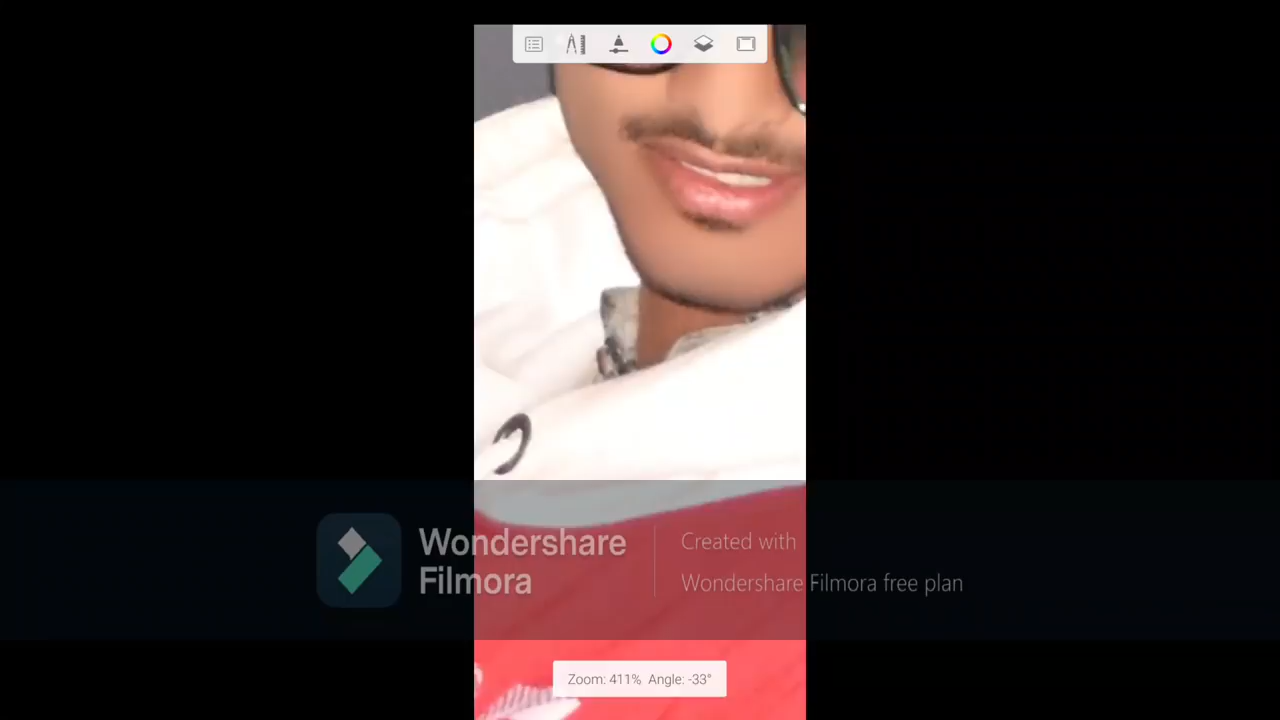 Wondershare
Filmora
Created with
Wondershare Filmora free plan
Zoom: 411% Angle: -33°